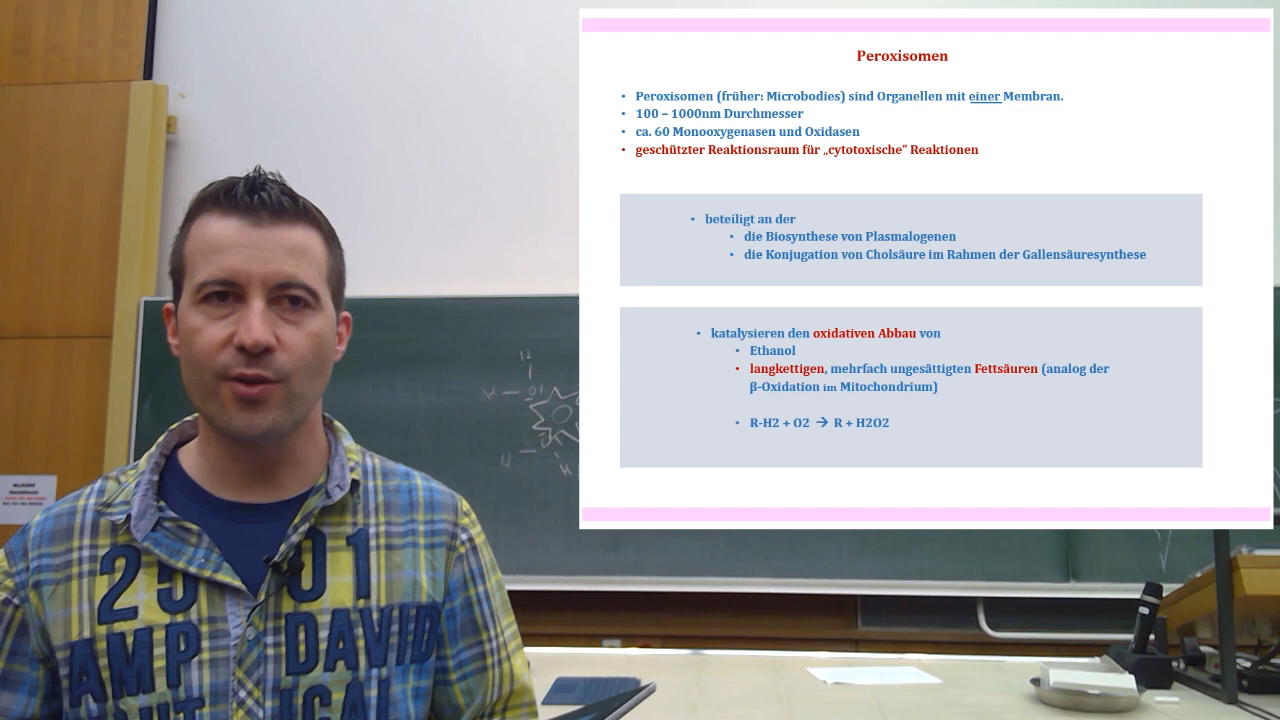 Peroxisomen
• Peroxisomen (früher: Microbodies) sind Organellen mit einer Membran.
• 100 – 1000nm Durchmesser
• ca. 60 Monooxygenasen und Oxidasen
• geschützter Reaktionsraum für „cytotoxische“ Reaktionen
• beteiligt an der
• die Biosynthese von Plasmalogenen
• die Konjugation von Cholsäure im Rahmen der Gallensäuresynthese
• katalysieren den oxidativen Abbau von
• Ethanol
• langkettigen, mehrfach ungesättigten Fettsäuren (analog der
β-Oxidation im Mitochondrium)
• R-H2 + O2 → R + H2O2
25 01
AMP DAVID